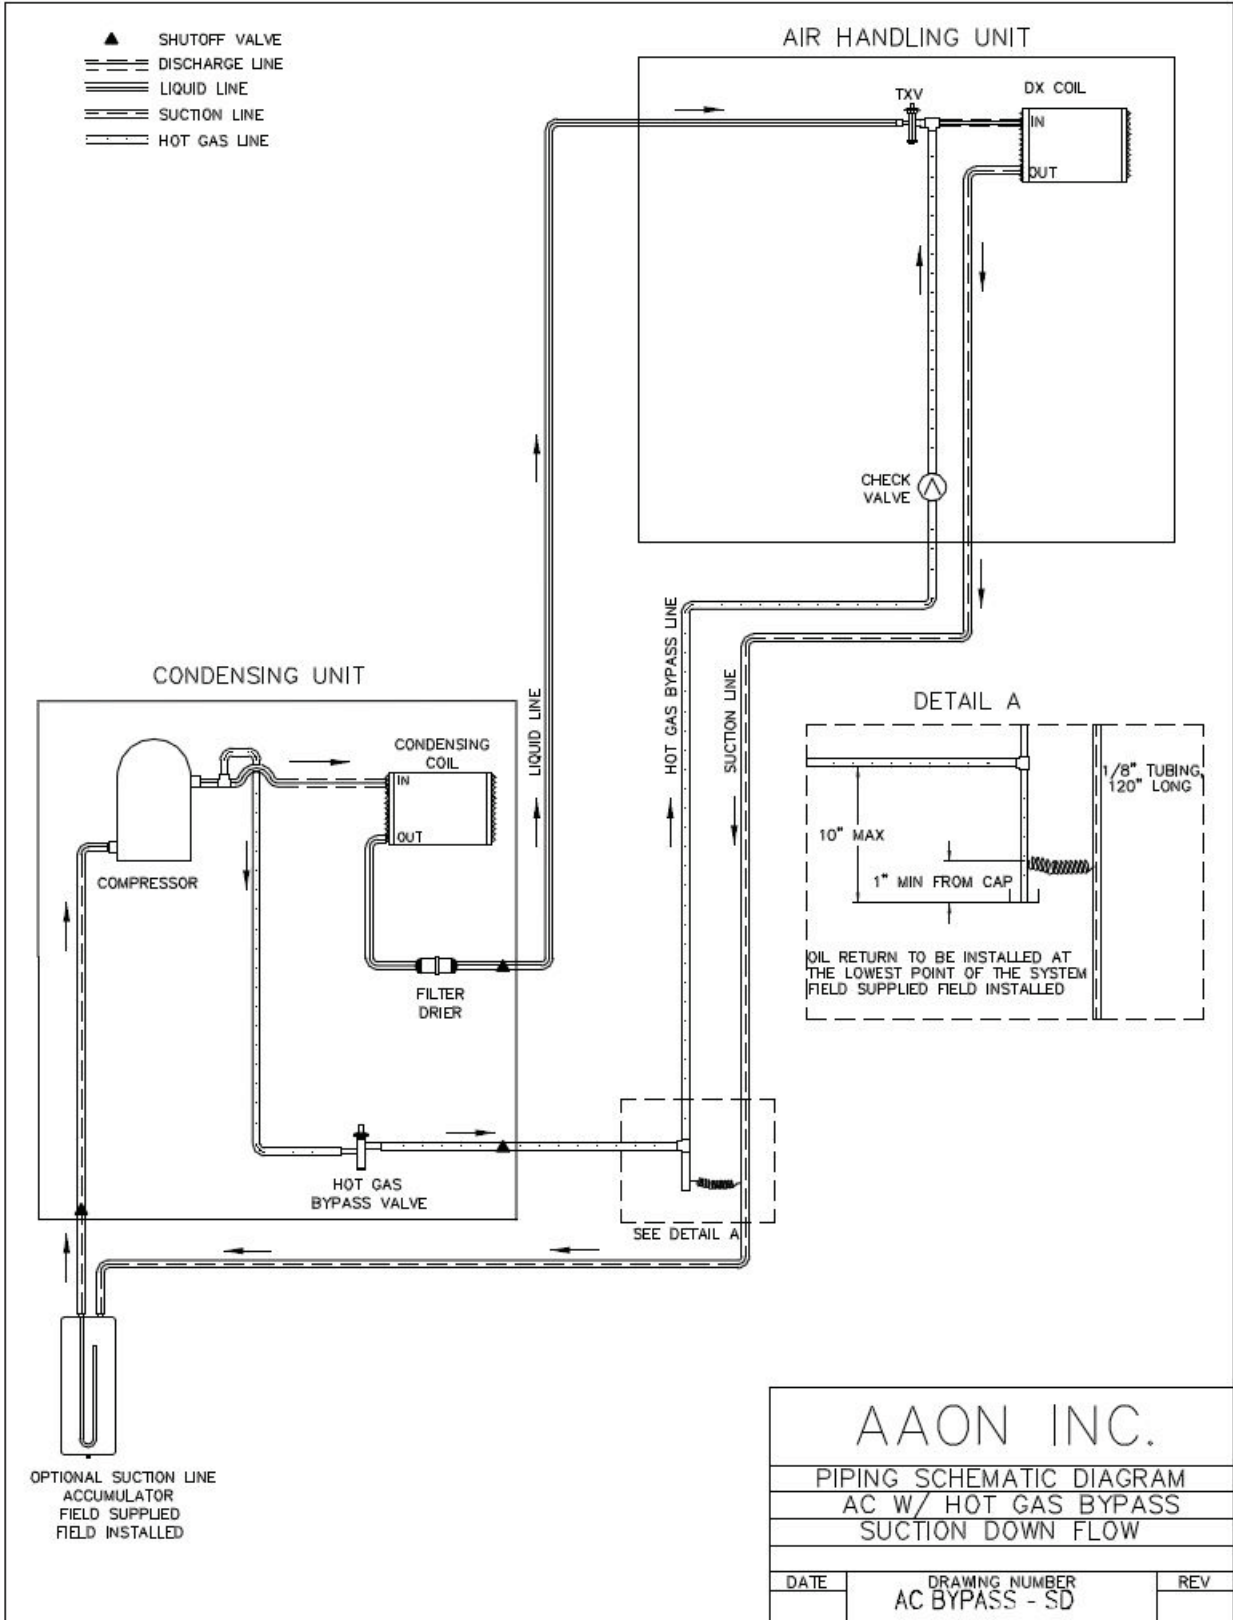 SHUTOFF VALVE
DISCHARGE LINE
LIQUID LINE
SUCTION LINE
HOT GAS LINE
AIR HANDLING UNIT
TXV
DX COIL
IN
OUT
CHECK
VALVE
HOT GAS BYPASS LINE
SUCTION LINE
LIQUID LINE
CONDENSING UNIT
CONDENSING
COIL
IN
OUT
COMPRESSOR
FILTER
DRIER
HOT GAS
BYPASS VALVE
SEE DETAIL A
DETAIL A
1/8" TUBING,
120" LONG
10" MAX
1" MIN FROM CAP
OIL RETURN TO BE INSTALLED AT
THE LOWEST POINT OF THE SYSTEM
FIELD SUPPLIED FIELD INSTALLED
OPTIONAL SUCTION LINE
ACCUMULATOR
FIELD SUPPLIED
FIELD INSTALLED
AAON INC.
PIPING SCHEMATIC DIAGRAM
AC W/ HOT GAS BYPASS
SUCTION DOWN FLOW
DATE
DRAWING NUMBER
REV
AC BYPASS - SD